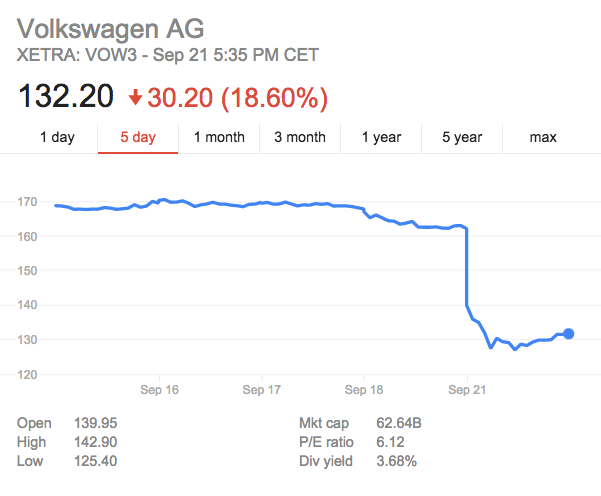 Volkswagen AG
XETRA: VOW3 - Sep 21 5:35 PM CET
132.20 30.20 (18.60%)
1 day 5 day 1 month 3 month 1 year 5 year max
170
160
150
140
130
120
Sep 16 Sep 17 Sep 18 Sep 21
Open 139.95 Mkt cap 62.64B
High 142.90 P/E ratio 6.12
Low 125.40 Div yield 3.68%